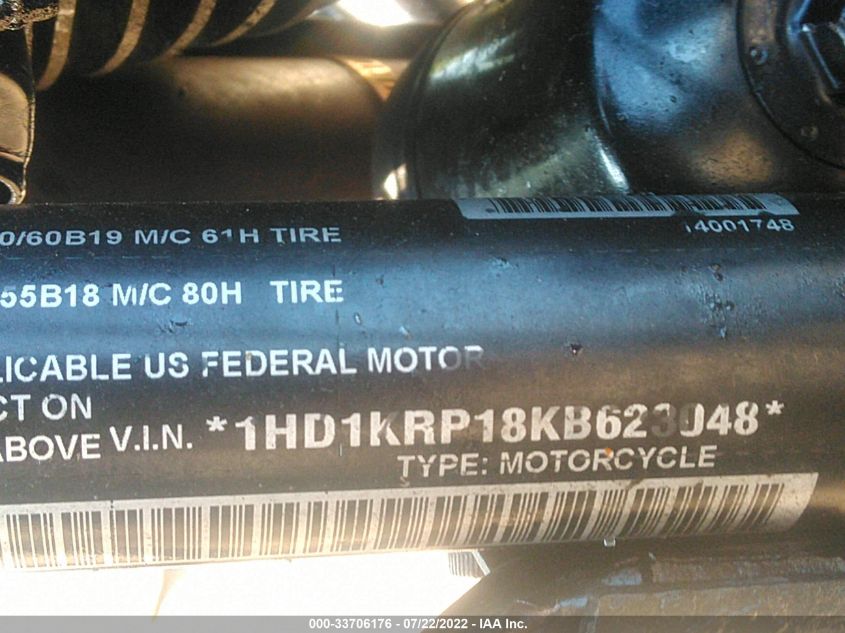 0/60B19 M/C 61H TIRE
14001748
55B18 M/C 80H TIRE
LICABLE US FEDERAL MOTOR
CT ON
ABOVE V.I.N. *1HD1KRP18KB623048*
TYPE: MOTORCYCLE
000-33706176 - 07/22/2022 - IAA Inc.